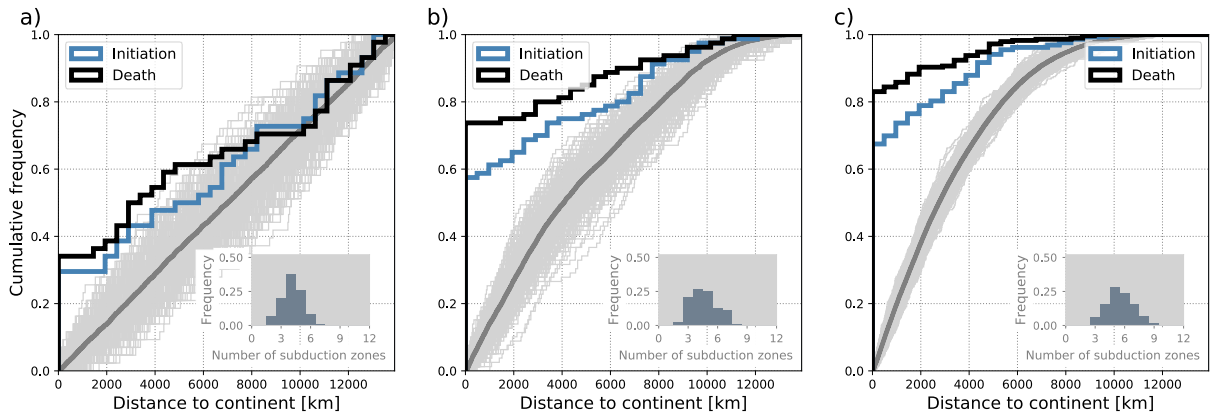 a)
Cumulative frequency
1.0
0.8
0.6
0.4
0.2
0.0
Initiation
Death
0.50
0.25
0.00
Frequency
3 6 9 12
Number of subduction zones
0 2000 4000 6000 8000 10000 12000
Distance to continent [km]
b)
1.0
0.8
0.6
0.4
0.2
0.0
Initiation
Death
0.50
0.25
0.00
Frequency
3 6 9 12
Number of subduction zones
0 2000 4000 6000 8000 10000 12000
Distance to continent [km]
c)
1.0
0.8
0.6
0.4
0.2
0.0
Initiation
Death
0.50
0.25
0.00
Frequency
3 6 9 12
Number of subduction zones
0 2000 4000 6000 8000 10000 12000
Distance to continent [km]